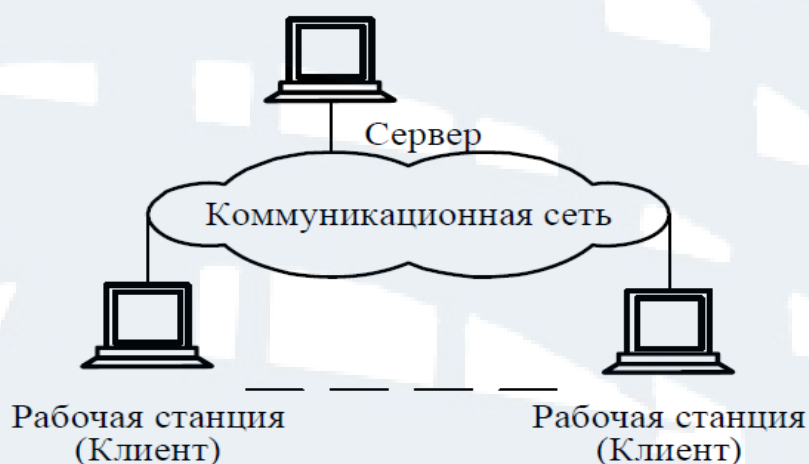 Сервер
Коммуникационная сеть
Рабочая станция
(Клиент)
Рабочая станция
(Клиент)